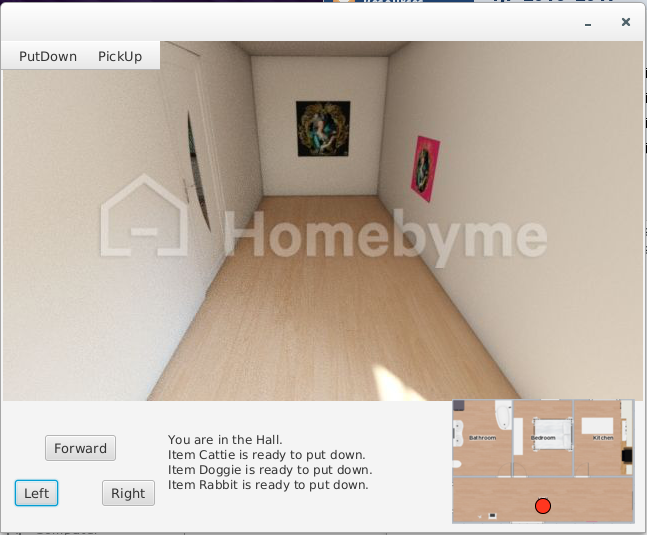 PutDown PickUp
Homebyme
Forward
Left
Right
You are in the Hall.
Item Cattie is ready to put down.
Item Doggie is ready to put down.
Item Rabbit is ready to put down.
Bathroom
Bedroom
Kitchen